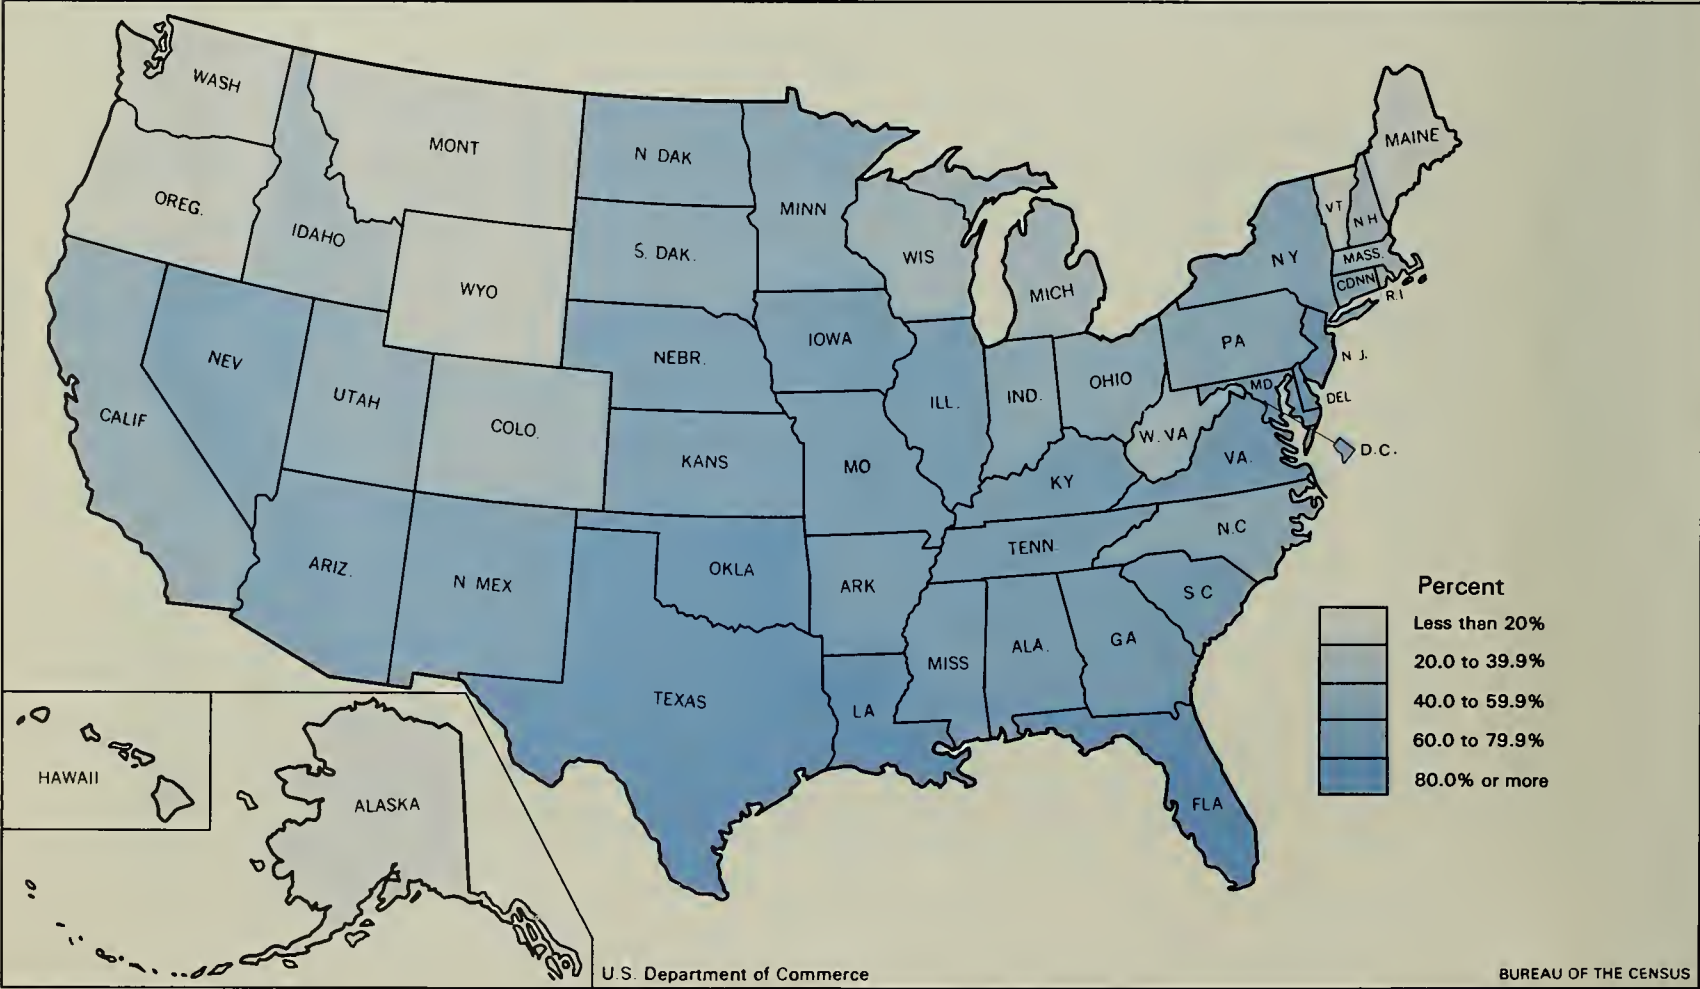 WASH
MONT
N DAK
MINN
MAINE
OREG.
IDAHO
S. DAK.
WIS
VT
N H
WYO
MICH
N Y
MASS.
CONN
R.I
NEV
NEBR.
IOWA
PA
N J.
CALIF
UTAH
COLO.
ILL.
IND.
OHIO
MD.
DEL
KANS
MO
KY
W. VA
VA.
D.C.
ARIZ.
N MEX
OKLA
ARK
TENN
N.C
S C
TEXAS
LA
MISS
ALA.
GA
FLA
HAWAII
ALASKA
Percent
Less than 20%
20.0 to 39.9%
40.0 to 59.9%
60.0 to 79.9%
80.0% or more
U.S. Department of Commerce
BUREAU OF THE CENSUS